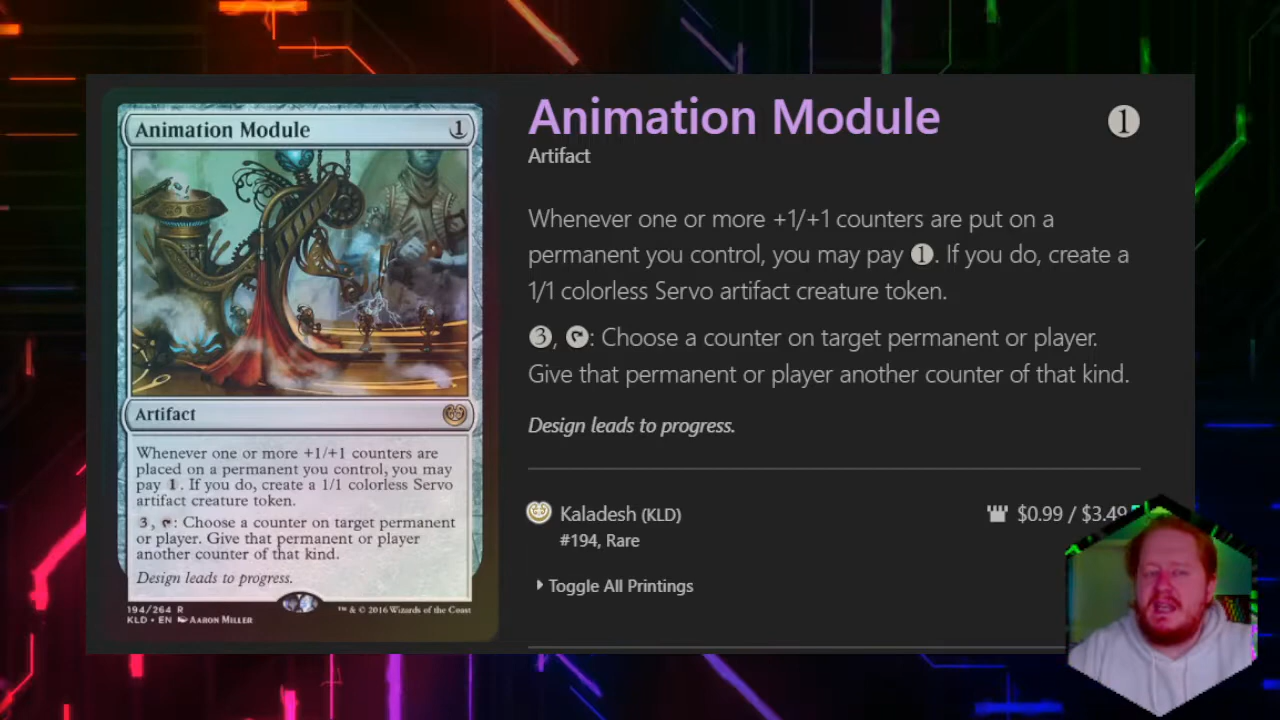 Animation Module 1
Artifact
Whenever one or more +1/+1 counters are
placed on a permanent you control, you may
pay 1. If you do, create a 1/1 colorless Servo
artifact creature token.
3, : Choose a counter on target permanent
or player. Give that permanent or player
another counter of that kind.
Design leads to progress.
194/264 R
KLD • EN Aaron Miller
™ & © 2016 Wizards of the Coast
Animation Module 1
Artifact
Whenever one or more +1/+1 counters are put on a
permanent you control, you may pay 1. If you do, create a
1/1 colorless Servo artifact creature token.
3, : Choose a counter on target permanent or player.
Give that permanent or player another counter of that kind.
Design leads to progress.
Kaladesh (KLD) $0.99 / $3.49
#194, Rare
Toggle All Printings